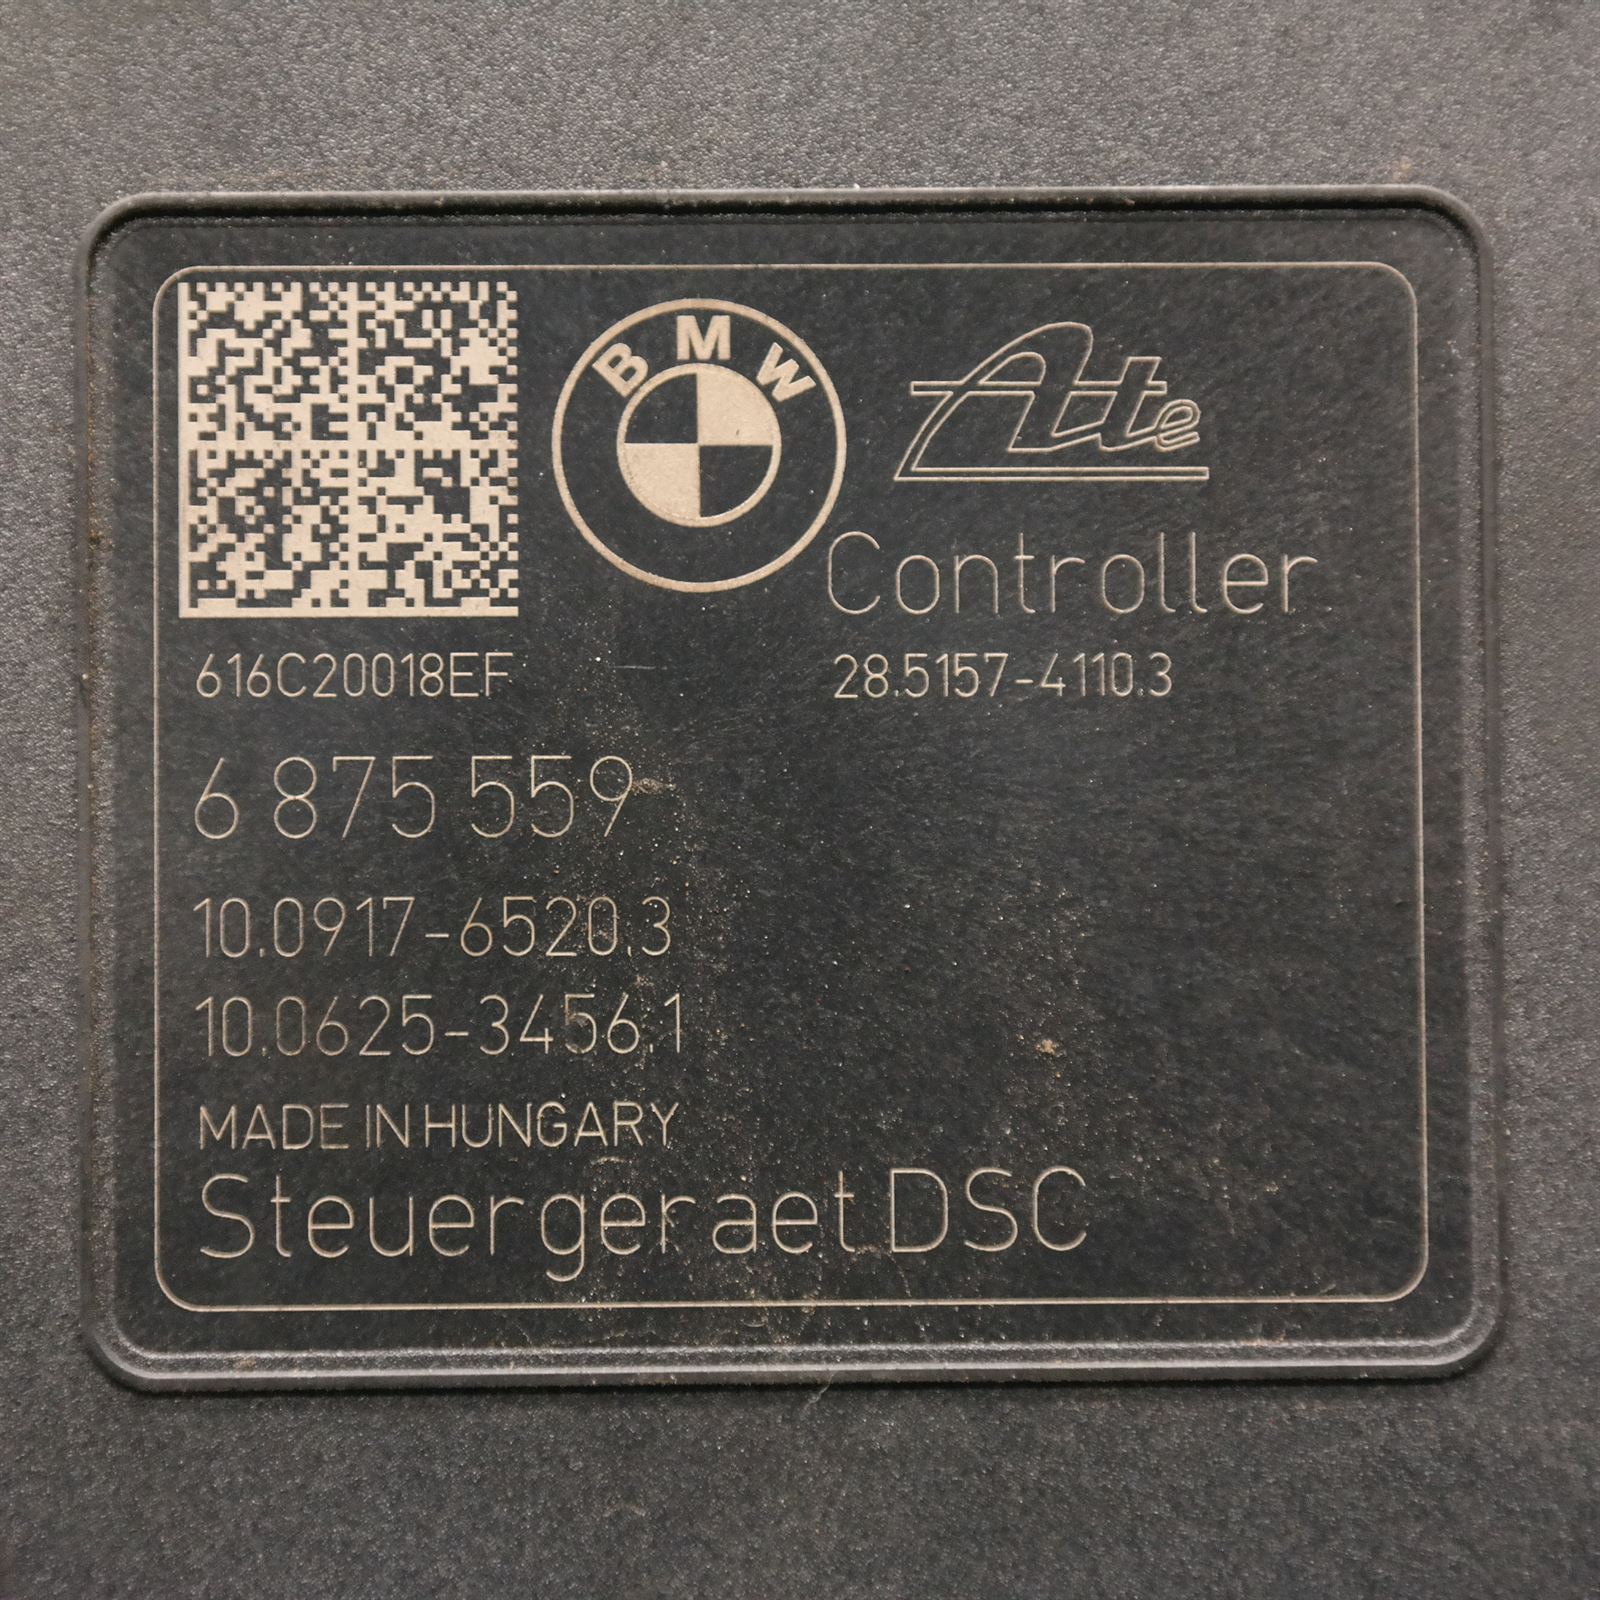 BMW
Ate
Controller
616C20018EF
28.5157-4110.3
6 875 559
10.0917-6520.3
10.0625-3456.1
MADE IN HUNGARY
Steuergeraet DSC